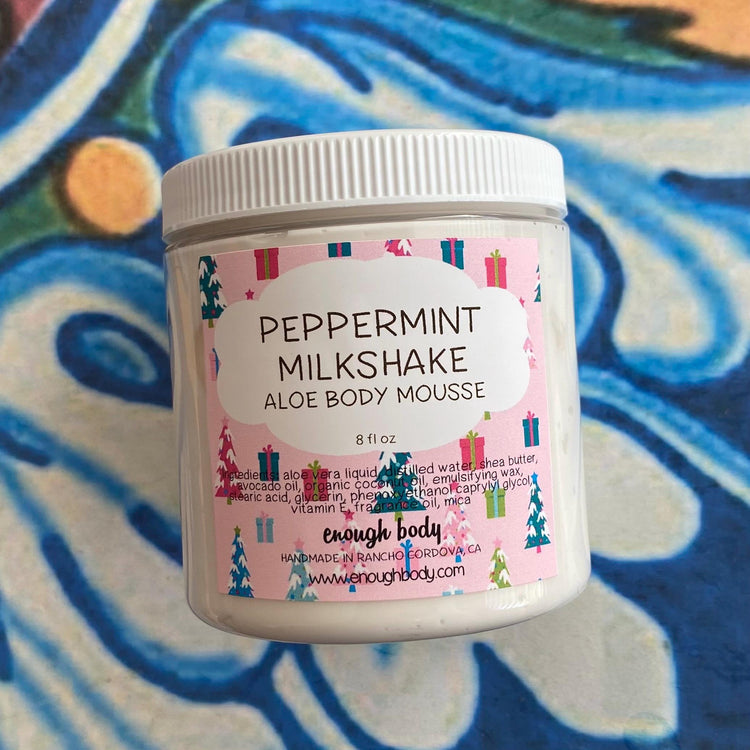 PEPPERMINT
MILKSHAKE
ALOE BODY MOUSSE
8 fl oz
Ingredients: aloe vera liquid, distilled water, shea butter,
avocado oil, organic coconut oil, emulsifying wax,
stearic acid, glycerin, phenoxyethanol caprylyl glycol,
vitamin E, fragrance oil, mica
enough body
HANDMADE IN RANCHO CORDOVA, CA
www.enoughbody.com